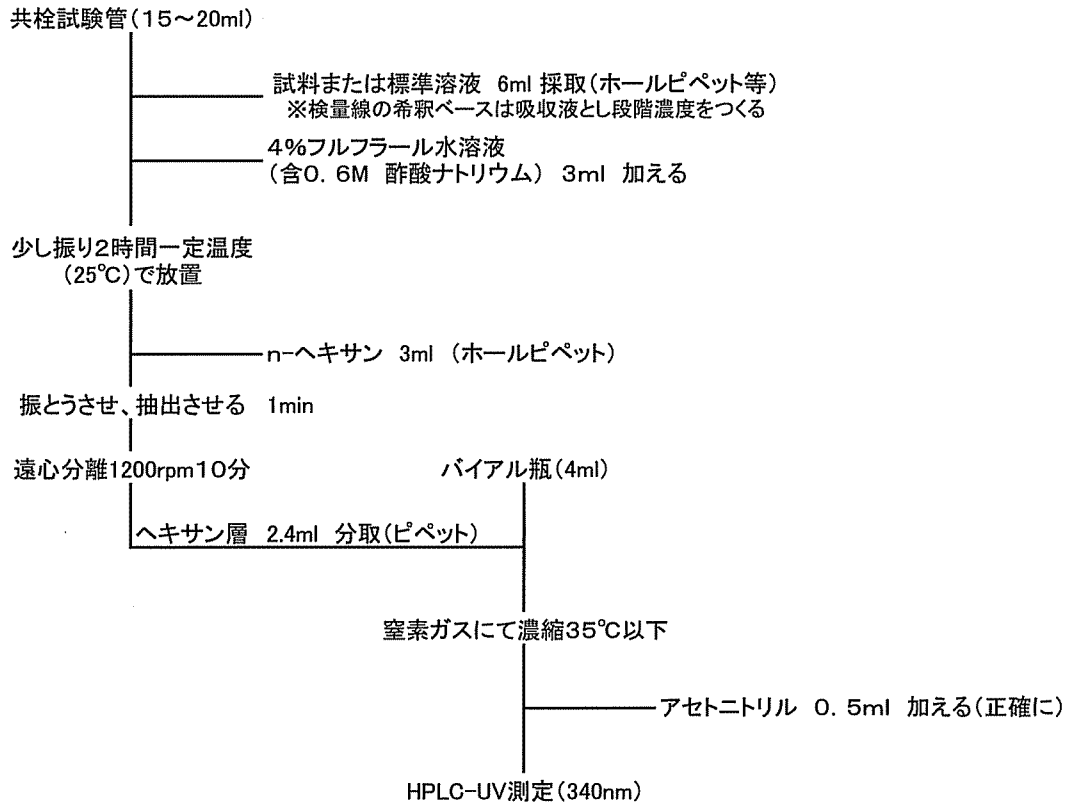 共栓試験管(15～20ml)
試料または標準溶液 6ml 採取(ホールピペット等)
※検量線の希釈ベースは吸収液とし段階濃度をつくる
4%フルフラール水溶液
(含0.6M 酢酸ナトリウム) 3ml 加える
少し振り2時間一定温度
(25℃)で放置
n-ヘキサン 3ml (ホールピペット)
振とうさせ、抽出させる 1min
遠心分離1200rpm10分
バイアル瓶(4ml)
ヘキサン層 2.4ml 分取(ピペット)
窒素ガスにて濃縮35℃以下
アセトニトリル 0.5ml 加える(正確に)
HPLC-UV測定(340nm)